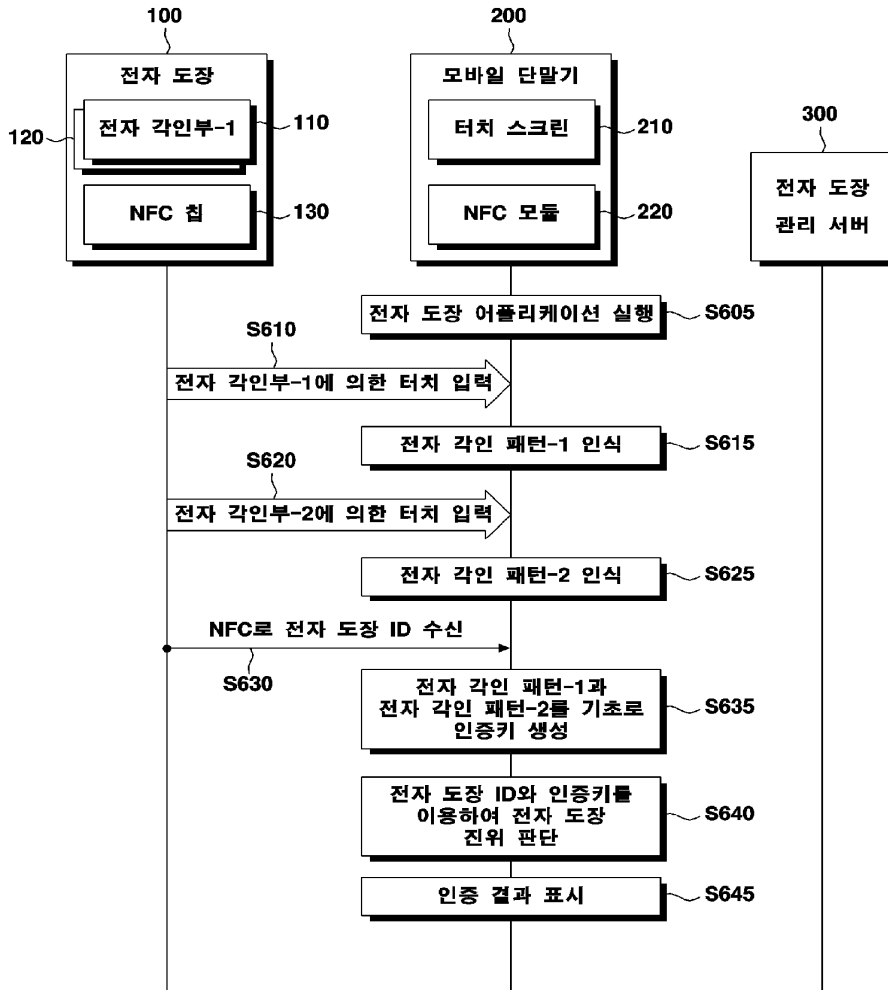 100
전자 도장
전자 각인부-1
110
120
NFC 칩
130
200
모바일 단말기
터치 스크린
210
NFC 모듈
220
300
전자 도장
관리 서버
전자 도장 어플리케이션 실행
S605
S610
전자 각인부-1에 의한 터치 입력
전자 각인 패턴-1 인식
S615
S620
전자 각인부-2에 의한 터치 입력
전자 각인 패턴-2 인식
S625
NFC로 전자 도장 ID 수신
S630
전자 각인 패턴-1과
전자 각인 패턴-2를 기초로
인증키 생성
S635
전자 도장 ID와 인증키를
이용하여 전자 도장
진위 판단
S640
인증 결과 표시
S645